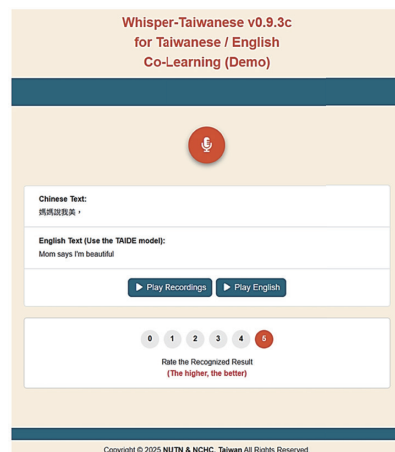 Whisper-Taiwanese v0.9.3c
for Taiwanese / English
Co-Learning (Demo)
Chinese Text:
媽媽說我美，
English Text (Use the TAIDE model):
Mom says I'm beautiful
Play Recordings Play English
0 1 2 3 4 5
Rate the Recognized Result
(The higher, the better)
Copyright © 2025 NUTN & NCHC, Taiwan All Rights Reserved